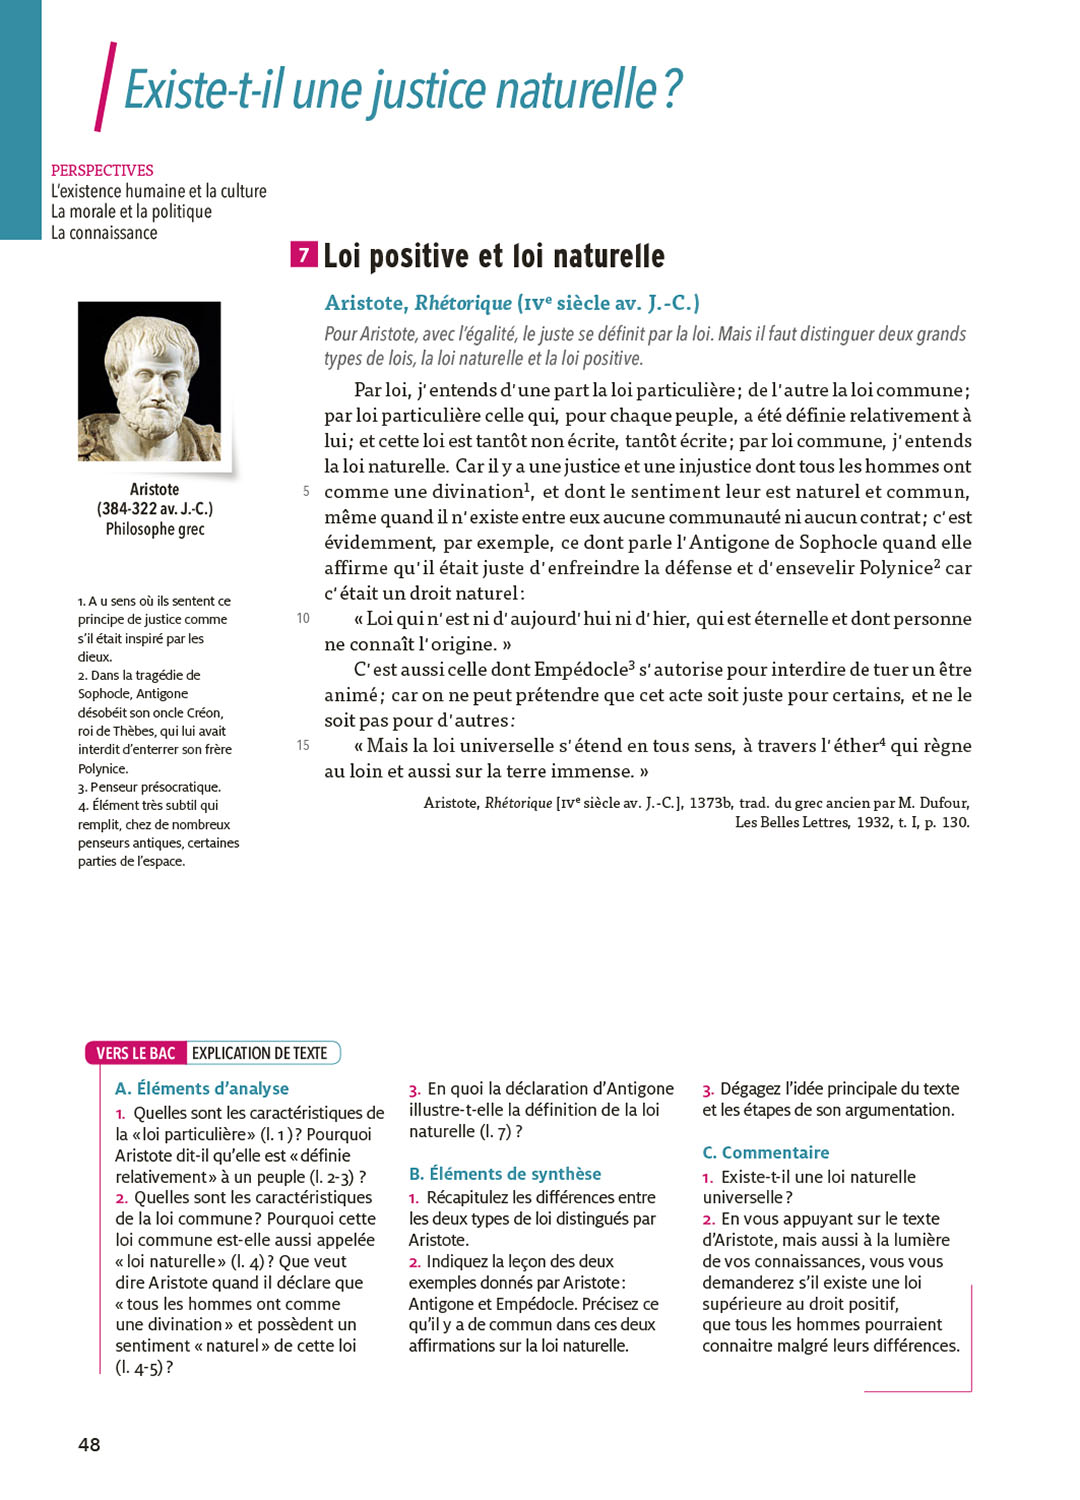 Existe-t-il une justice naturelle ?
PERSPECTIVES
L'existence humaine et la culture
La morale et la politique
La connaissance
7 Loi positive et loi naturelle
Aristote, Rhétorique (IVe siècle av. J.-C.)
Pour Aristote, avec l'égalité, le juste se définit par la loi. Mais il faut distinguer deux grands
types de lois, la loi naturelle et la loi positive.
Par loi, j'entends d'une part la loi particulière ; de l'autre la loi commune ;
par loi particulière celle qui, pour chaque peuple, a été définie relativement à
lui ; et cette loi est tantôt non écrite, tantôt écrite ; par loi commune, j'entends
la loi naturelle. Car il y a une justice et une injustice dont tous les hommes ont
5 comme une divination1, et dont le sentiment leur est naturel et commun,
même quand il n'existe entre eux aucune communauté ni aucun contrat ; c'est
évidemment, par exemple, ce dont parle l'Antigone de Sophocle quand elle
affirme qu'il était juste d'enfreindre la défense et d'ensevelir Polynice2 car
c'était un droit naturel :
10 « Loi qui n'est ni d'aujourd'hui ni d'hier, qui est éternelle et dont personne
ne connaît l'origine. »
C'est aussi celle dont Empédocle3 s'autorise pour interdire de tuer un être
animé ; car on ne peut prétendre que cet acte soit juste pour certains, et ne le
soit pas pour d'autres :
15 « Mais la loi universelle s'étend en tous sens, à travers l'éther4 qui règne
au loin et aussi sur la terre immense. »
Aristote, Rhétorique [IVe siècle av. J.-C.], 1373b, trad. du grec ancien par M. Dufour,
Les Belles Lettres, 1932, t. I, p. 130.
Aristote
(384-322 av. J.-C.)
Philosophe grec
1. A u sens où ils sentent ce
principe de justice comme
s'il était inspiré par les
dieux.
2. Dans la tragédie de
Sophocle, Antigone
désobéit son oncle Créon,
roi de Thèbes, qui lui avait
interdit d'enterrer son frère
Polynice.
3. Penseur présocratique.
4. Élément très subtil qui
remplit, chez de nombreux
penseurs antiques, certaines
parties de l'espace.
VERS LE BAC EXPLICATION DE TEXTE
A. Éléments d'analyse
1. Quelles sont les caractéristiques de
la « loi particulière » (l. 1) ? Pourquoi
Aristote dit-il qu'elle est « définie
relativement » à un peuple (l. 2-3) ?
2. Quelles sont les caractéristiques
de la loi commune ? Pourquoi cette
loi commune est-elle aussi appelée
« loi naturelle » (l. 4) ? Que veut
dire Aristote quand il déclare que
« tous les hommes ont comme
une divination » et possèdent un
sentiment « naturel » de cette loi
(l. 4-5) ?
3. En quoi la déclaration d'Antigone
illustre-t-elle la définition de la loi
naturelle (l. 7) ?
B. Éléments de synthèse
1. Récapitulez les différences entre
les deux types de loi distingués par
Aristote.
2. Indiquez la leçon des deux
exemples donnés par Aristote :
Antigone et Empédocle. Précisez ce
qu'il y a de commun dans ces deux
affirmations sur la loi naturelle.
3. Dégagez l'idée principale du texte
et les étapes de son argumentation.
C. Commentaire
1. Existe-t-il une loi naturelle
universelle ?
2. En vous appuyant sur le texte
d'Aristote, mais aussi à la lumière
de vos connaissances, vous vous
demanderez s'il existe une loi
supérieure au droit positif,
que tous les hommes pourraient
connaitre malgré leurs différences.
48